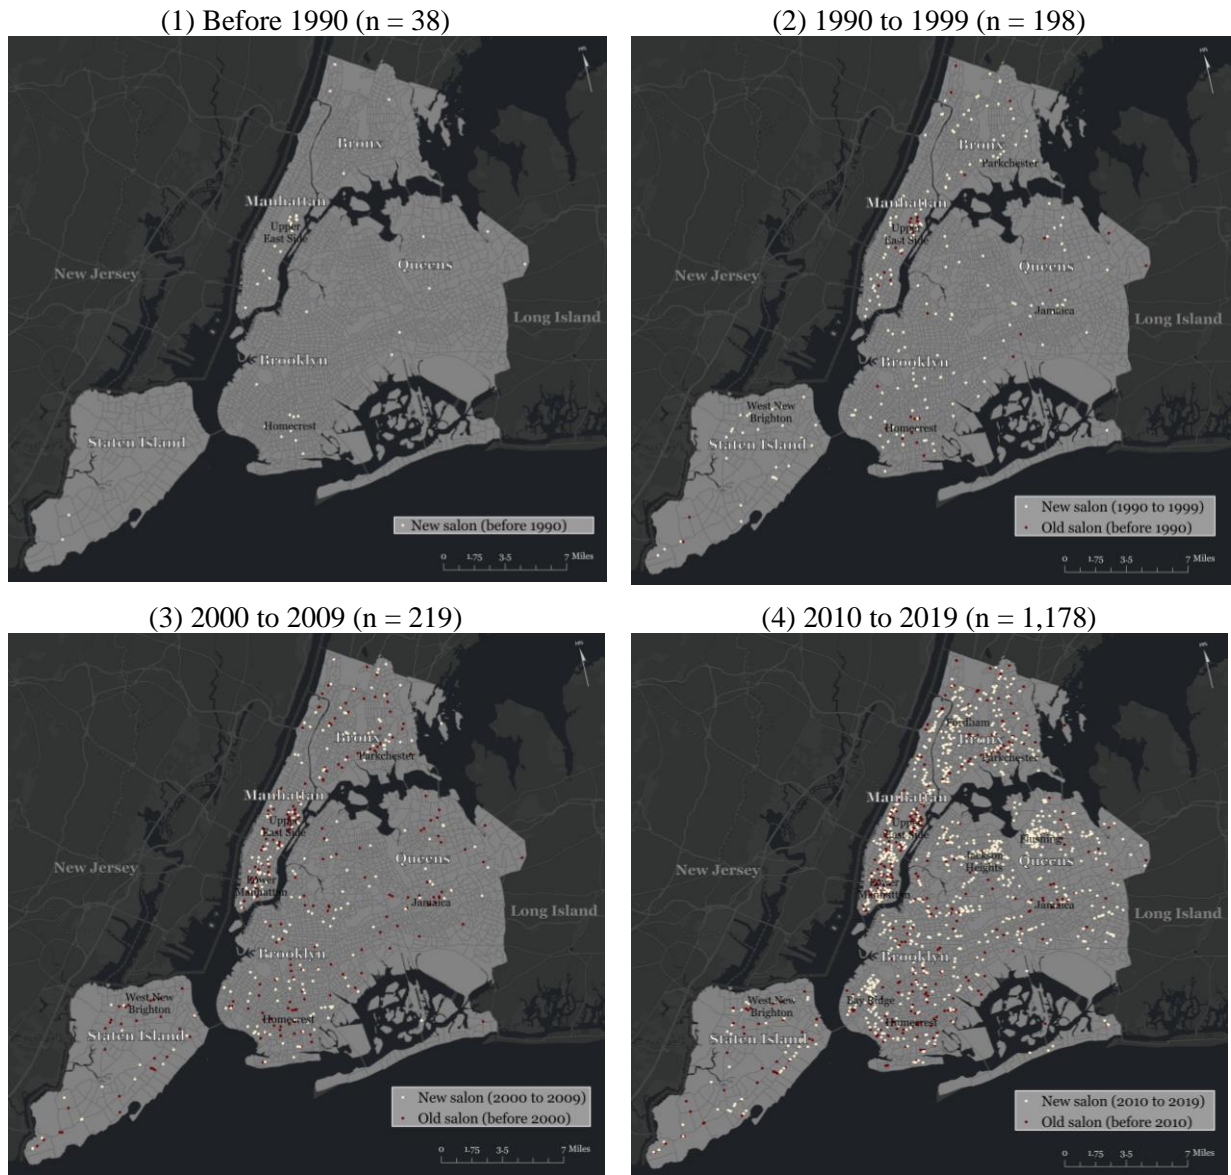 (1) Before 1990 (n = 38)
Bronx
Manhattan
Upper
East Side
New Jersey
Queens
Long Island
Brooklyn
Homecrest
Staten Island
New salon (before 1990)
0 1.75 3.5 7 Miles
(2) 1990 to 1999 (n = 198)
Bronx
Parkchester
Manhattan
Upper
East Side
New Jersey
Queens
Jamaica
Long Island
Brooklyn
West New
Brighton
Homecrest
Staten Island
New salon (1990 to 1999)
Old salon (before 1990)
0 1.75 3.5 7 Miles
(3) 2000 to 2009 (n = 219)
Bronx
Parkchester
Manhattan
Upper
East Side
New Jersey
Queens
Lower
Manhattan
Jamaica
Long Island
Brooklyn
West New
Brighton
Homecrest
Staten Island
New salon (2000 to 2009)
Old salon (before 2000)
0 1.75 3.5 7 Miles
(4) 2010 to 2019 (n = 1,178)
Fordham
Bronx
Parkchester
Manhattan
Upper
East Side
Flushing
Jackson
Heights
Queens
New Jersey
Lower
Manhattan
Jamaica
Long Island
Brooklyn
Bay Ridge
West New
Brighton
Homecrest
Staten Island
New salon (2010 to 2019)
Old salon (before 2010)
0 1.75 3.5 7 Miles